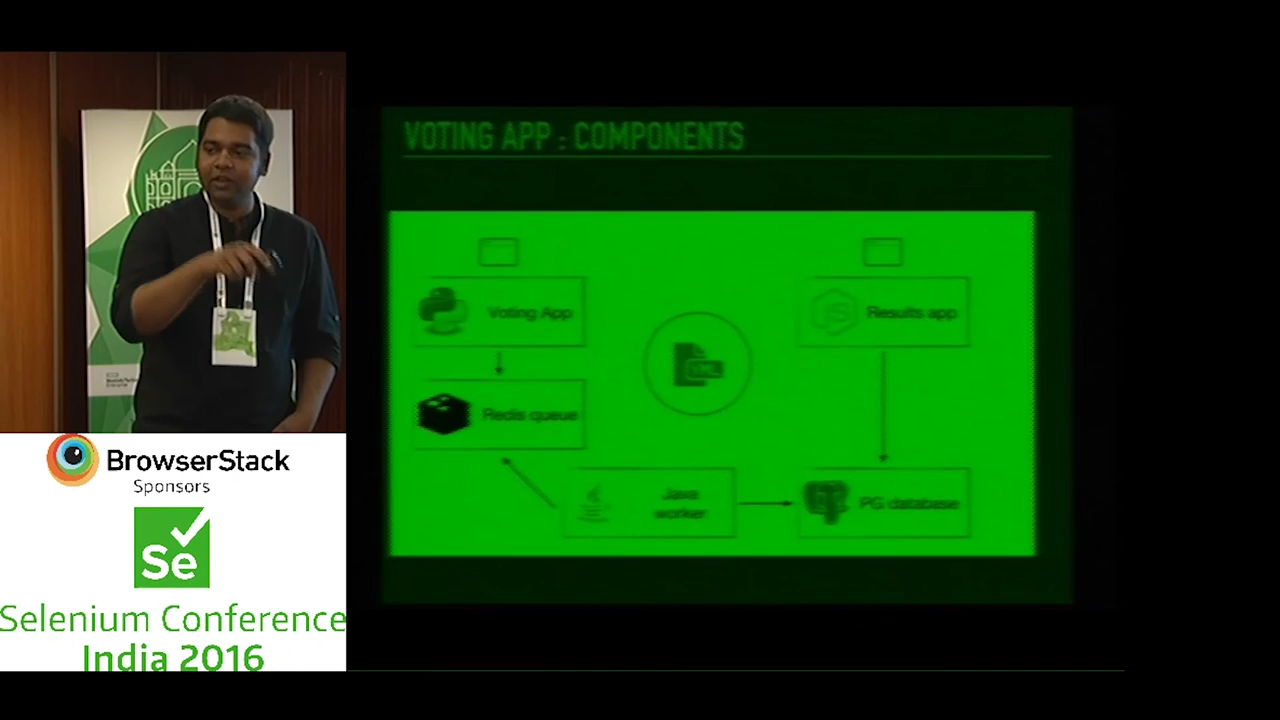 VOTING APP : COMPONENTS
Voting App
Results app
JS
Redis queue
Java
worker
PG database
BrowserStack
Sponsors
Se
Selenium Conference
India 2016